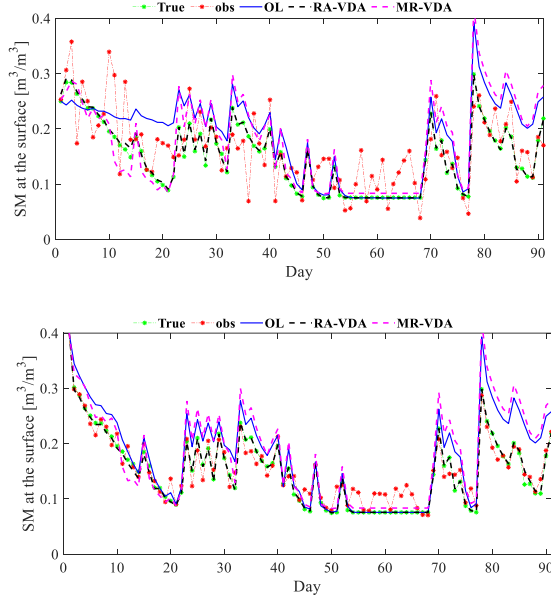 True obs OL RA-VDA MR-VDA
0.4
0.3
0.2
0.1
0
SM at the surface [m³/m³]
0 10 20 30 40 50 60 70 80 90
Day
True obs OL RA-VDA MR-VDA
0.4
0.3
0.2
0.1
0
SM at the surface [m³/m³]
0 10 20 30 40 50 60 70 80 90
Day